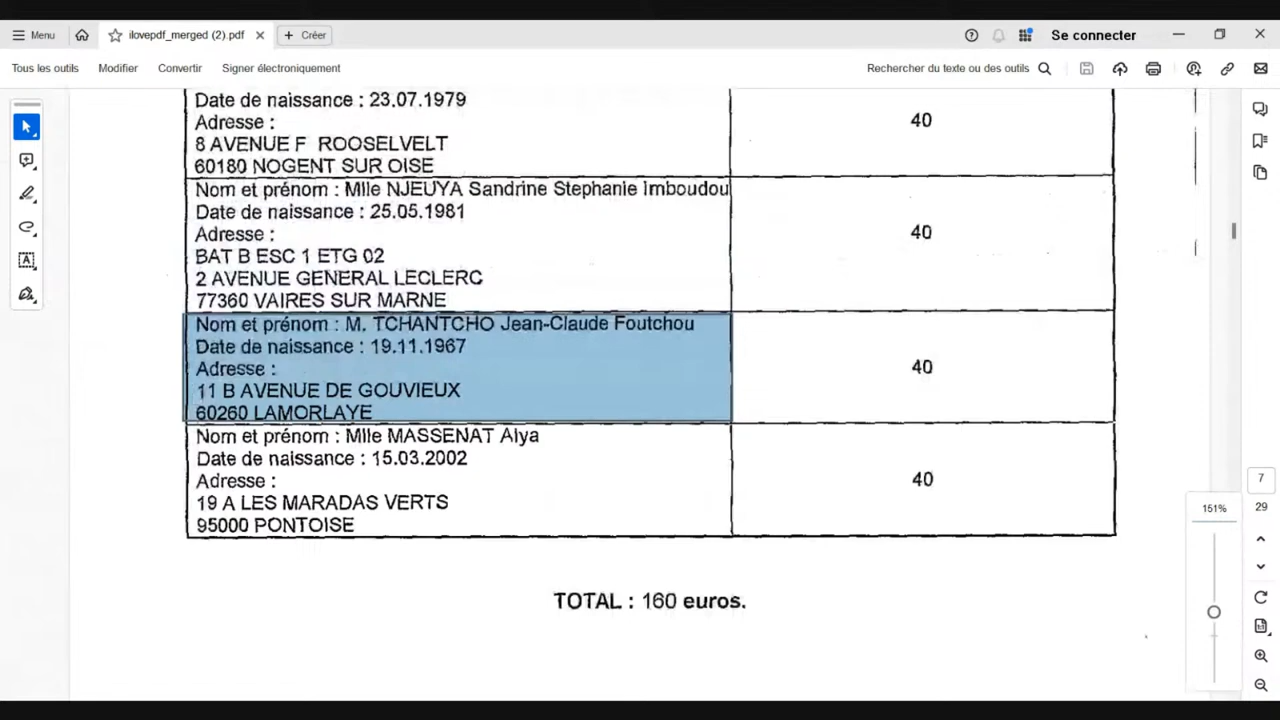 Menu
ilovepdf_merged (2).pdf
Créer
Se connecter
Tous les outils Modifier Convertir Signer électroniquement
Rechercher du texte ou des outils
Date de naissance : 23.07.1979
Adresse :
8 AVENUE F ROOSELVELT
60180 NOGENT SUR OISE
40
Nom et prénom : Mlle NJEUYA Sandrine Stephanie Imboudou
Date de naissance : 25.05.1981
Adresse :
BAT B ESC 1 ETG 02
2 AVENUE GENERAL LECLERC
77360 VAIRES SUR MARNE
40
Nom et prénom : M. TCHANTCHO Jean-Claude Foutchou
Date de naissance : 19.11.1967
Adresse :
11 B AVENUE DE GOUVIEUX
60260 LAMORLAYE
40
Nom et prénom : Mlle MASSENAT Alya
Date de naissance : 15.03.2002
Adresse :
19 A LES MARADAS VERTS
95000 PONTOISE
40
TOTAL : 160 euros.
7
29
151%